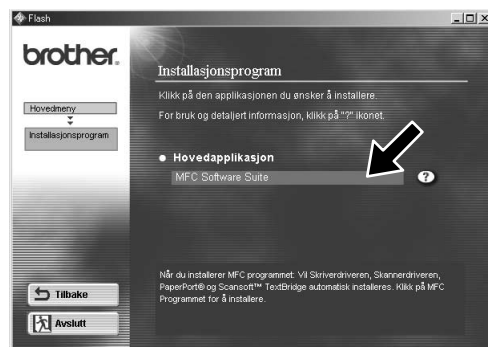 Flash
brother.
Hovedmeny
Installasjonsprogram
Installasjonsprogram
Klikk på den applikasjonen du ønsker å installere.
For bruk og detaljert informasjon, klikk på "?" ikonet.
Hovedapplikasjon
MFC Software Suite
?
Når du installerer MFC programmet: Vil Skriverdriveren, Skannerdriveren,
PaperPort® og Scansoft™ TextBridge automatisk installeres. Klikk på MFC
Programmet for å installere.
Tilbake
Avslutt